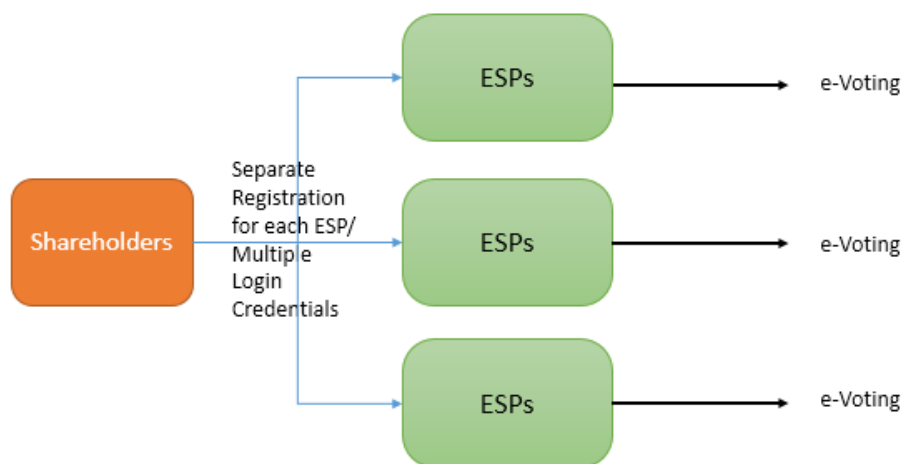 ESPs
e-Voting
Separate
Registration
for each ESP/
Multiple
Login
Credentials
Shareholders
ESPs
e-Voting
ESPs
e-Voting